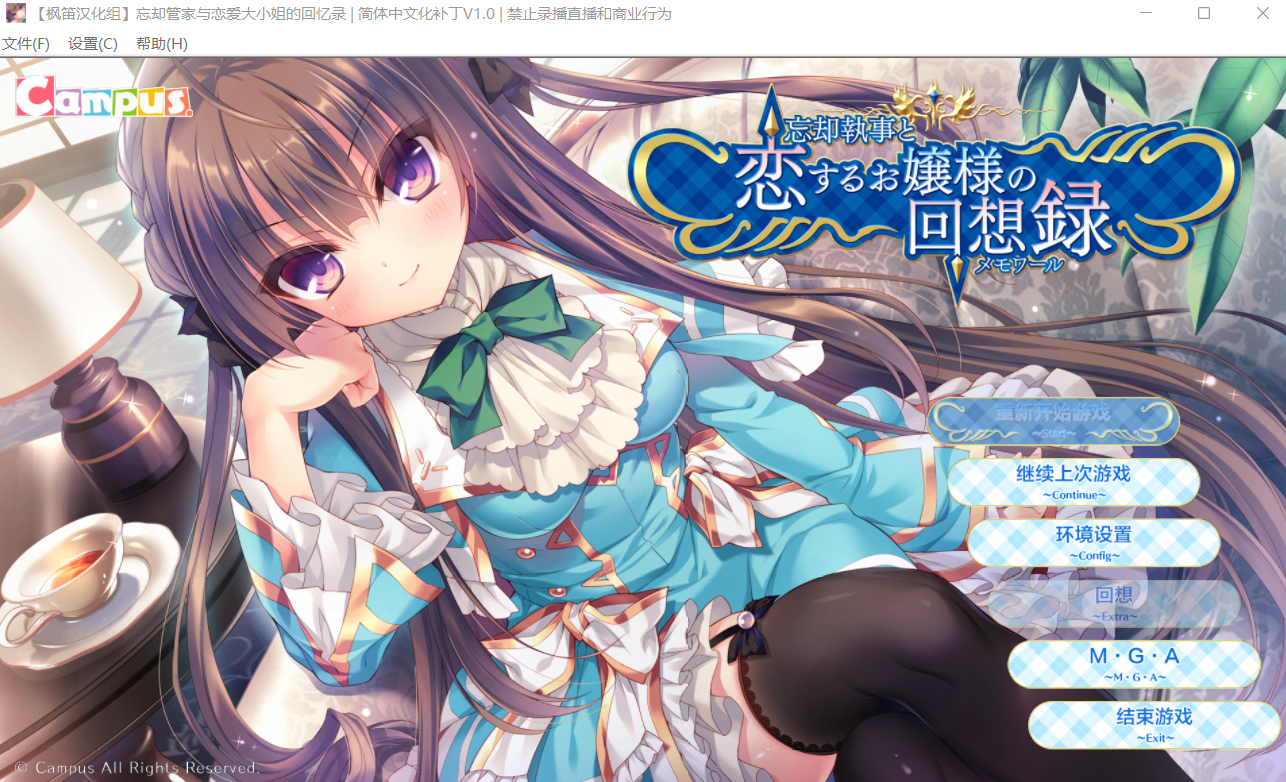 【枫笛汉化组】忘却管家与恋爱大小姐的回忆录 | 简体中文化补丁V1.0 | 禁止录播直播和商业行为
文件(F) 设置(C) 帮助(H)
Campus
忘却執事と
恋するお嬢様の
回想録
メモワール
重新开始游戏
~Start~
继续上次游戏
~Continue~
环境设置
~Config~
回想
~Extra~
M・G・A
~M・G・A~
结束游戏
~Exit~
© Campus All Rights Reserved.